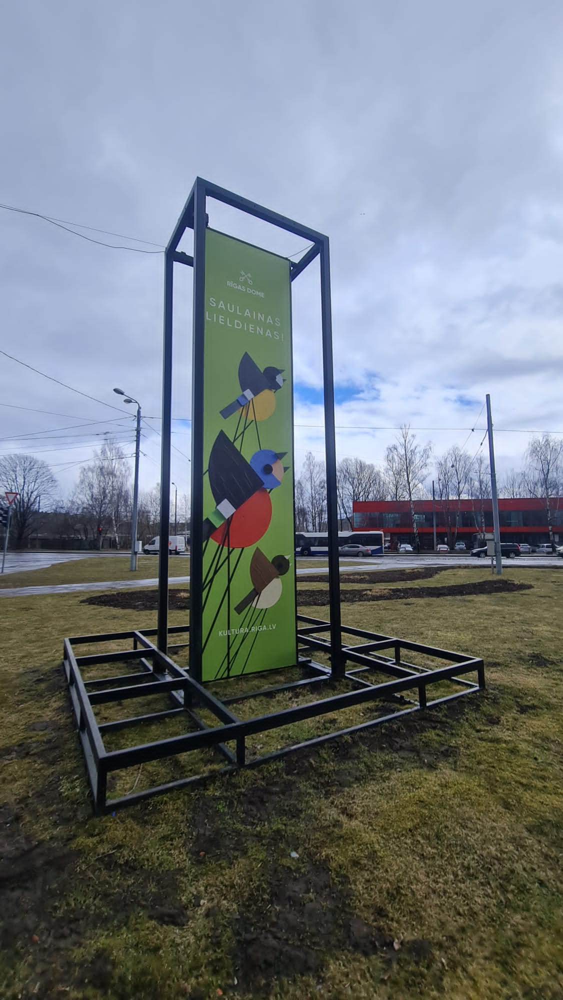 RĪGAS DOME
SAULAINAS
LIELDIENAS!
KULTURA.RIGA.LV